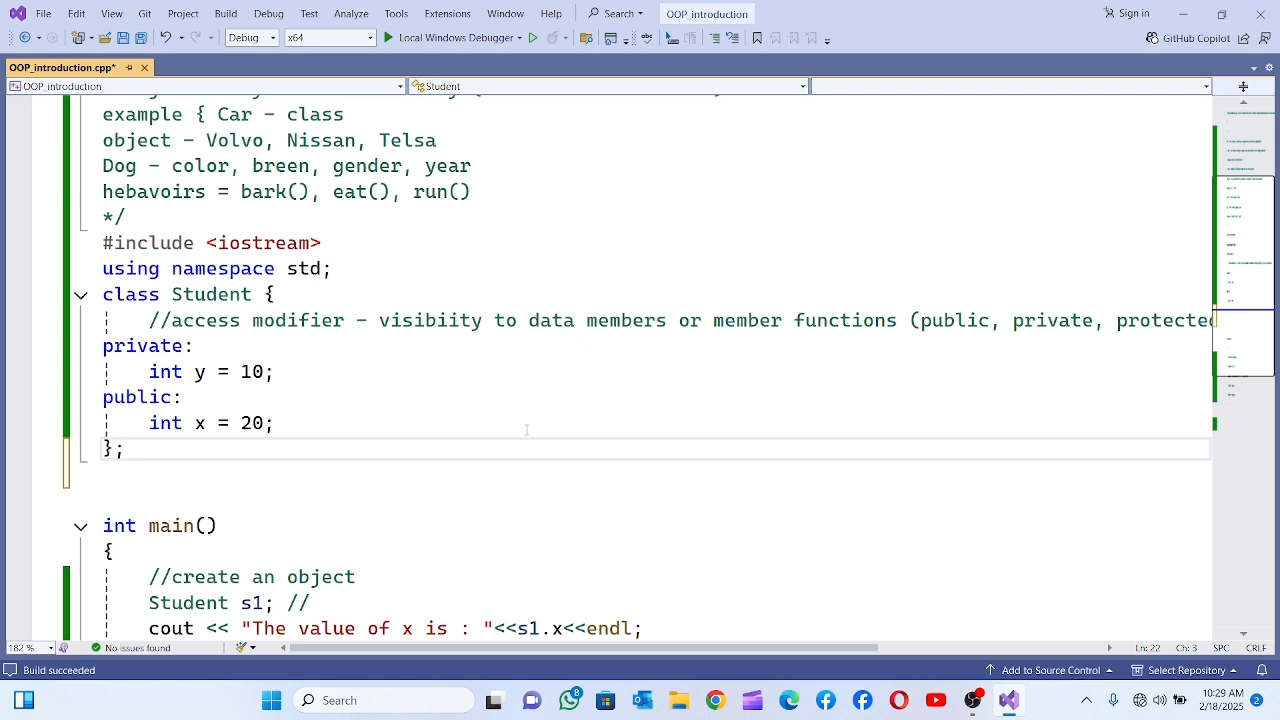 File Edit View Git Project Build Debug Test Analyze Tools Extensions Window Help Search OOP_introduction Sign in
Debug x64 Local Windows Debugger GitHub Copilot
OOP_introduction.cpp*
OOP_introduction Student
example { Car - class
object - Volvo, Nissan, Telsa
Dog - color, breen, gender, year
hebavoirs = bark(), eat(), run()
*/
#include <iostream>
using namespace std;
class Student {
//access modifier - visibiity to data members or member functions (public, private, protected
private:
int y = 10;
public:
int x = 20;
};
int main()
{
//create an object
Student s1; //
cout << "The value of x is : "<<s1.x<<endl;
182 % No issues found Ln: 22 Ch: 3 SPC CRLF
Build succeeded Add to Source Control Select Repository
Search 8 10:29 AM
2/18/2025 2